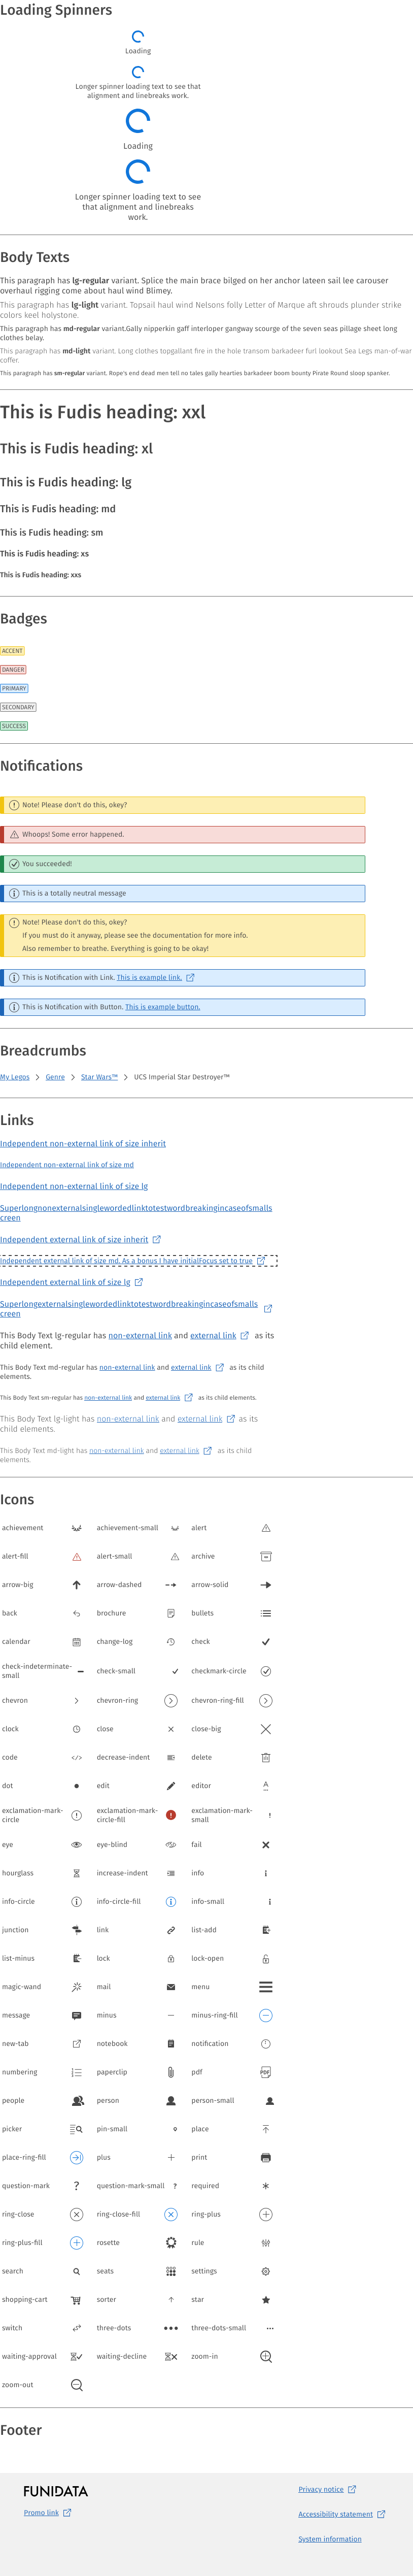 Loading Spinners
Loading
Longer spinner loading text to see that
alignment and linebreaks work.
Loading
Longer spinner loading text to see
that alignment and linebreaks
work.
Body Texts
This paragraph has lg-regular variant. Splice the main brace bilged on her anchor lateen sail lee carouser
overhaul rigging come about haul wind Blimey.
This paragraph has lg-light variant. Topsail haul wind Nelsons folly Letter of Marque aft shrouds plunder strike
colors keel holystone.
This paragraph has md-regular variant.Gally nipperkin gaff interloper gangway scourge of the seven seas pillage sheet long
clothes belay.
This paragraph has md-light variant. Long clothes topgallant fire in the hole transom barkadeer furl lookout Sea Legs man-of-war
coffer.
This paragraph has sm-regular variant. Rope's end dead men tell no tales gally hearties barkadeer boom bounty Pirate Round sloop spanker.
This is Fudis heading: xxl
This is Fudis heading: xl
This is Fudis heading: lg
This is Fudis heading: md
This is Fudis heading: sm
This is Fudis heading: xs
This is Fudis heading: xxs
Badges
ACCENT
DANGER
PRIMARY
SECONDARY
SUCCESS
Notifications
Note! Please don't do this, okey?
Whoops! Some error happened.
You succeeded!
This is a totally neutral message
Note! Please don't do this, okey?
If you must do it anyway, please see the documentation for more info.
Also remember to breathe. Everything is going to be okay!
This is Notification with Link. This is example link.
This is Notification with Button. This is example button.
Breadcrumbs
My Legos > Genre > Star Wars™ > UCS Imperial Star Destroyer™
Links
Independent non-external link of size inherit
Independent non-external link of size md
Independent non-external link of size lg
Superlongnonexternalsinglewordedlinktotestwordbreakingincaseofsmalls
creen
Independent external link of size inherit
Independent external link of size md. As a bonus I have initialFocus set to true
Independent external link of size lg
Superlongexternalsinglewordedlinktotestwordbreakingincaseofsmalls
creen
This Body Text lg-regular has non-external link and external link as its
child element.
This Body Text md-regular has non-external link and external link as its child
elements.
This Body Text sm-regular has non-external link and external link as its child elements.
This Body Text lg-light has non-external link and external link as its
child elements.
This Body Text md-light has non-external link and external link as its child
elements.
Icons
achievement achievement-small alert
alert-fill alert-small archive
arrow-big arrow-dashed arrow-solid
back brochure bullets
calendar change-log check
check-indeterminate-
small check-small checkmark-circle
chevron chevron-ring chevron-ring-fill
clock close close-big
code decrease-indent delete
dot edit editor
exclamation-mark-
circle exclamation-mark-
circle-fill exclamation-mark-
small
eye eye-blind fail
hourglass increase-indent info
info-circle info-circle-fill info-small
junction link list-add
list-minus lock lock-open
magic-wand mail menu
message minus minus-ring-fill
new-tab notebook notification
numbering paperclip pdf PDF
people person person-small
picker pin-small place
place-ring-fill plus print
question-mark question-mark-small required
ring-close ring-close-fill ring-plus
ring-plus-fill rosette rule
search seats settings
shopping-cart sorter star
switch three-dots three-dots-small
waiting-approval waiting-decline zoom-in
zoom-out
Footer
FUNIDATA
Promo link
Privacy notice
Accessibility statement
System information